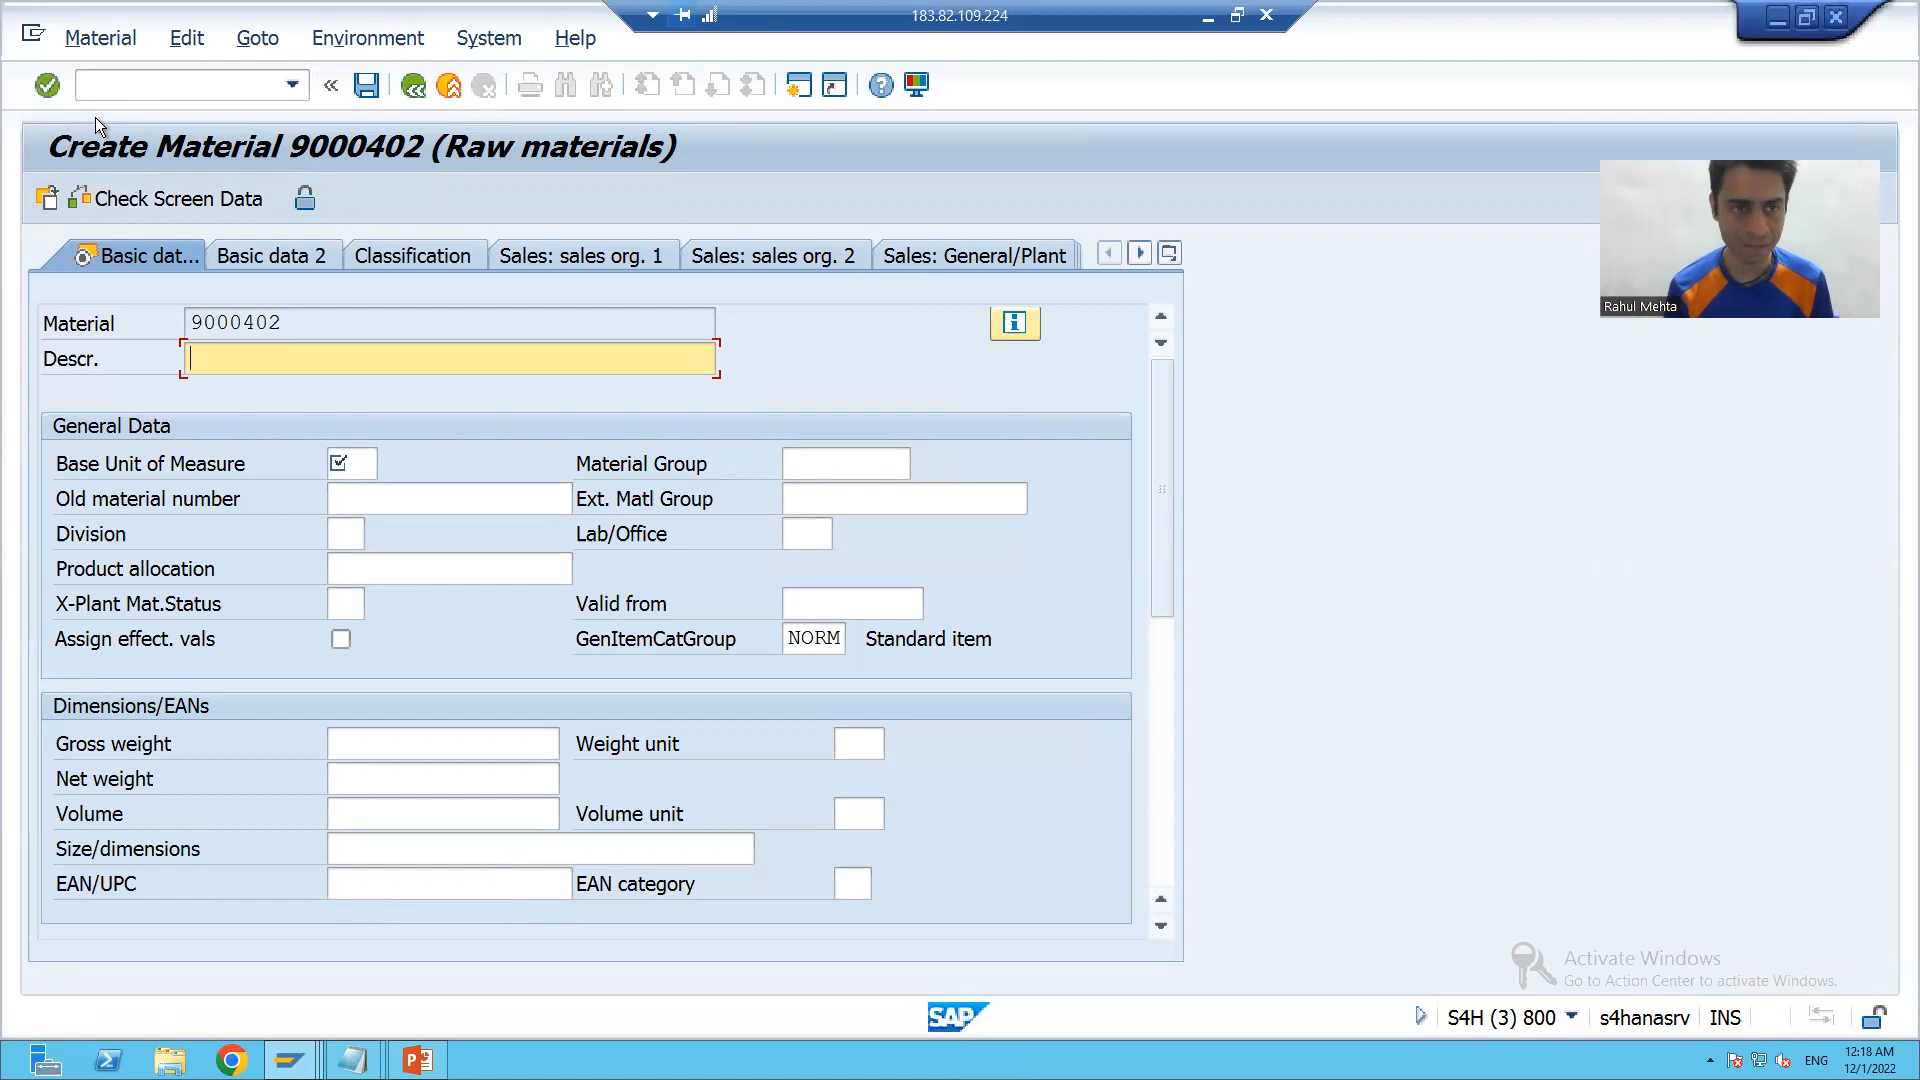 183.82.109.224
Material Edit Goto Environment System Help
Create Material 9000402 (Raw materials)
Check Screen Data
Rahul Mehta
Basic dat... Basic data 2 Classification Sales: sales org. 1 Sales: sales org. 2 Sales: General/Plant
Material 9000402
Descr.
General Data
Base Unit of Measure Material Group
Old material number Ext. Matl Group
Division Lab/Office
Product allocation
X-Plant Mat.Status Valid from
Assign effect. vals GenItemCatGroup NORM Standard item
Dimensions/EANs
Gross weight Weight unit
Net weight
Volume Volume unit
Size/dimensions
EAN/UPC EAN category
Activate Windows
Go to Action Center to activate Windows.
SAP
S4H (3) 800 s4hanasrv INS
ENG
12:18 AM
12/1/2022